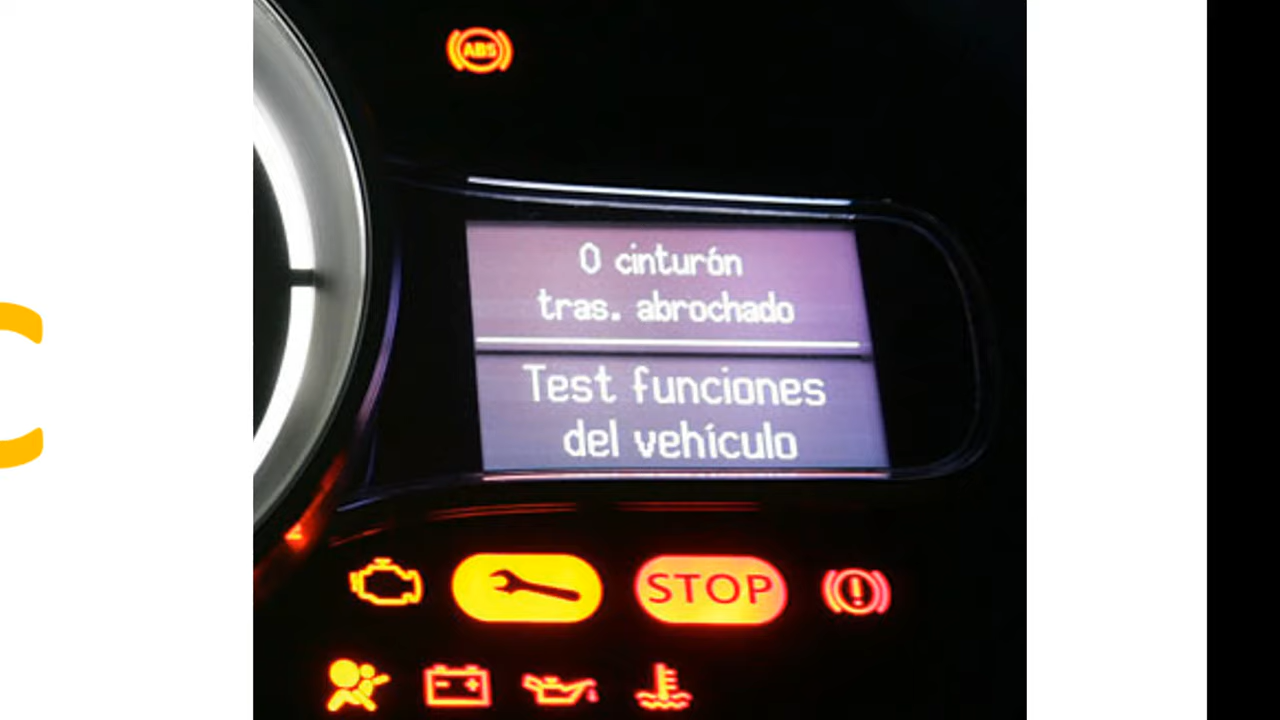 ABS
0 cinturón
tras. abrochado
Test funciones
del vehículo
STOP
C